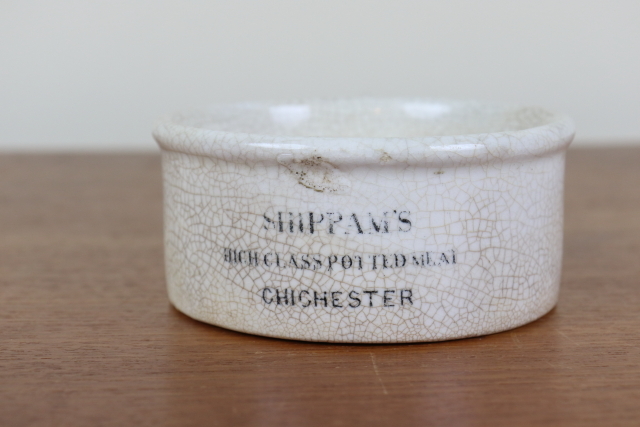 SHIPPAM'S
HIGH CLASS POTTED MEAT
CHICHESTER